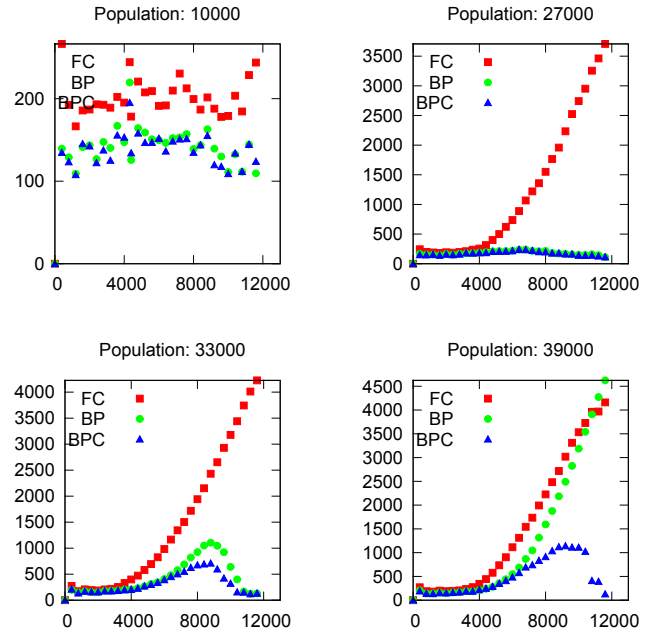 Population: 10000
FC
BP
BPC
200
100
0
0 4000 8000 12000
Population: 27000
3500
3000
2500
2000
1500
1000
500
0
FC
BP
BPC
0 4000 8000 12000
Population: 33000
4000
3500
3000
2500
2000
1500
1000
500
0
FC
BP
BPC
0 4000 8000 12000
Population: 39000
4500
4000
3500
3000
2500
2000
1500
1000
500
0
FC
BP
BPC
0 4000 8000 12000